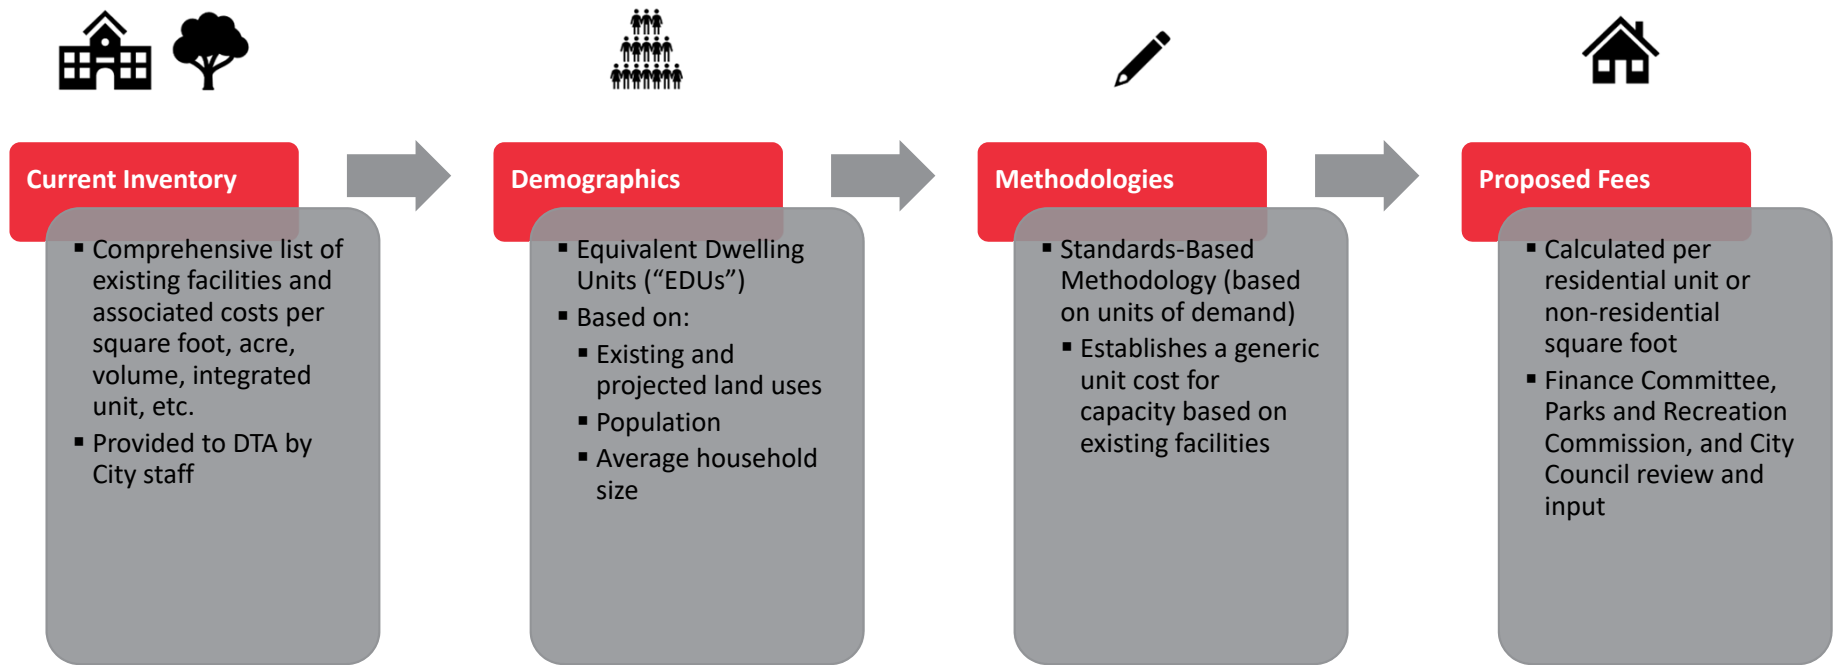 Current Inventory
▪ Comprehensive list of
existing facilities and
associated costs per
square foot, acre,
volume, integrated
unit, etc.
▪ Provided to DTA by
City staff
Demographics
▪ Equivalent Dwelling
Units (“EDUs”)
▪ Based on:
▪ Existing and
projected land uses
▪ Population
▪ Average household
size
Methodologies
▪ Standards-Based
Methodology (based
on units of demand)
▪ Establishes a generic
unit cost for
capacity based on
existing facilities
Proposed Fees
▪ Calculated per
residential unit or
non-residential
square foot
▪ Finance Committee,
Parks and Recreation
Commission, and City
Council review and
input